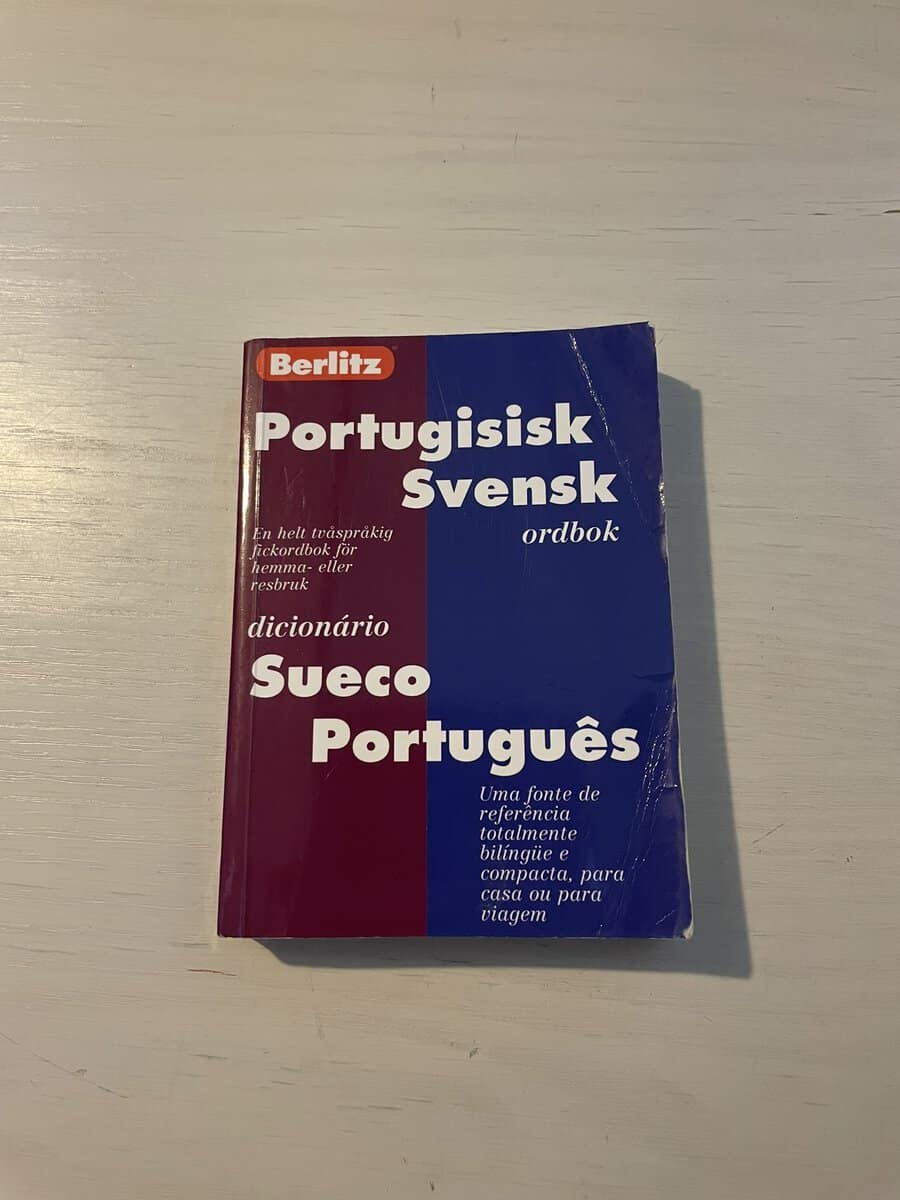 Berlitz
Portugisisk
Svensk
ordbok
En helt tvåspråkig
fickordbok för
hemma- eller
resbruk
dicionário
Sueco
Português
Uma fonte de
referência
totalmente
bilíngüe e
compacta, para
casa ou para
viagem